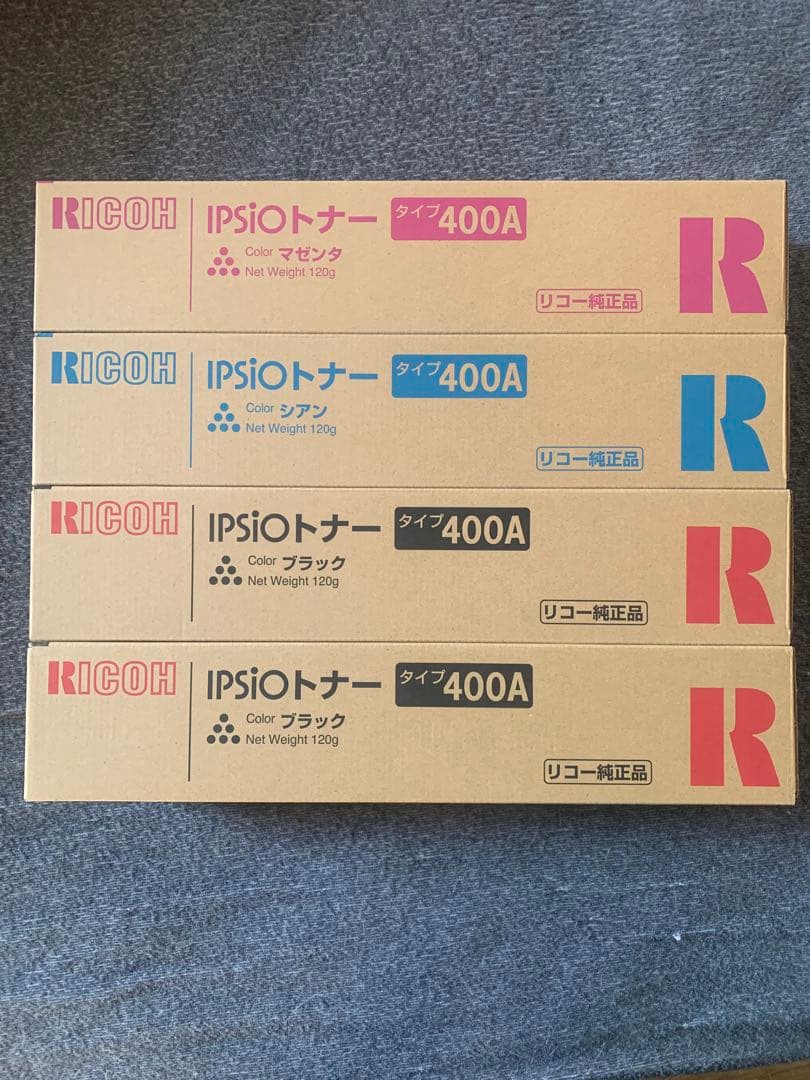 RICOH
IPSiOトナー タイプ400A
Color マゼンタ
Net Weight 120g
リコー純正品
R
RICOH
IPSiOトナー タイプ400A
Color シアン
Net Weight 120g
リコー純正品
R
RICOH
IPSiOトナー タイプ400A
Color ブラック
Net Weight 120g
リコー純正品
R
RICOH
IPSiOトナー タイプ400A
Color ブラック
Net Weight 120g
リコー純正品
R